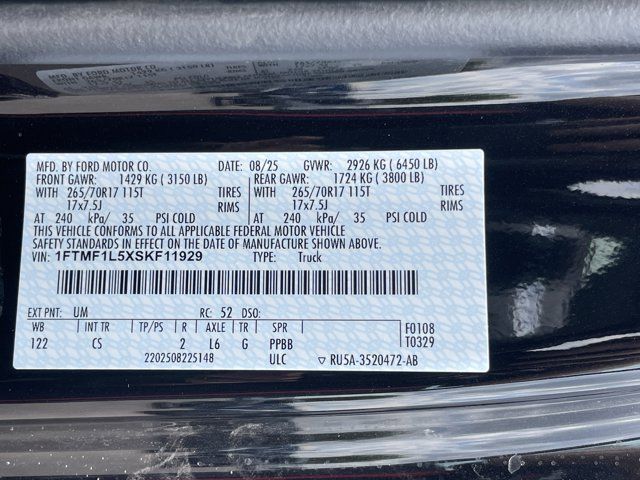 MFD. BY FORD MOTOR CO. DATE: 08/25 GVWR: 2926 KG ( 6450 LB)
FRONT GAWR: 1429 KG ( 3150 LB) REAR GAWR: 1724 KG ( 3800 LB)
WITH 265/70R17 115T TIRES WITH 265/70R17 115T TIRES
17x7.5J RIMS 17x7.5J RIMS
AT 240 kPa/ 35 PSI COLD AT 240 kPa/ 35 PSI COLD
THIS VEHICLE CONFORMS TO ALL APPLICABLE FEDERAL MOTOR VEHICLE
SAFETY STANDARDS IN EFFECT ON THE DATE OF MANUFACTURE SHOWN ABOVE.
VIN: 1FTMF1L5XSKF11929 TYPE: Truck
EXT PNT: UM RC: 52 DSO:
WB INT TR TP/PS R AXLE TR SPR F0108
122 CS 2 L6 G PPBB T0329
2202508225148 ULC ▽ RU5A-3520472-AB